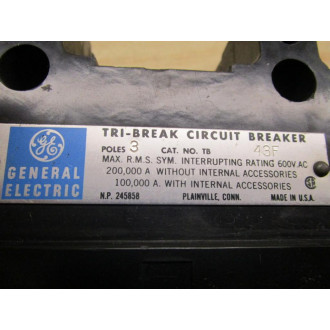 GE
GENERAL
ELECTRIC
TRI-BREAK CIRCUIT BREAKER
POLES 3 CAT. NO. TB 43F
MAX. R.M.S. SYM. INTERRUPTING RATING 600V.AC
200,000 A WITHOUT INTERNAL ACCESSORIES
100,000 A. WITH INTERNAL ACCESSORIES
N.P. 245850 PLAINVILLE, CONN. MADE IN U.S.A.